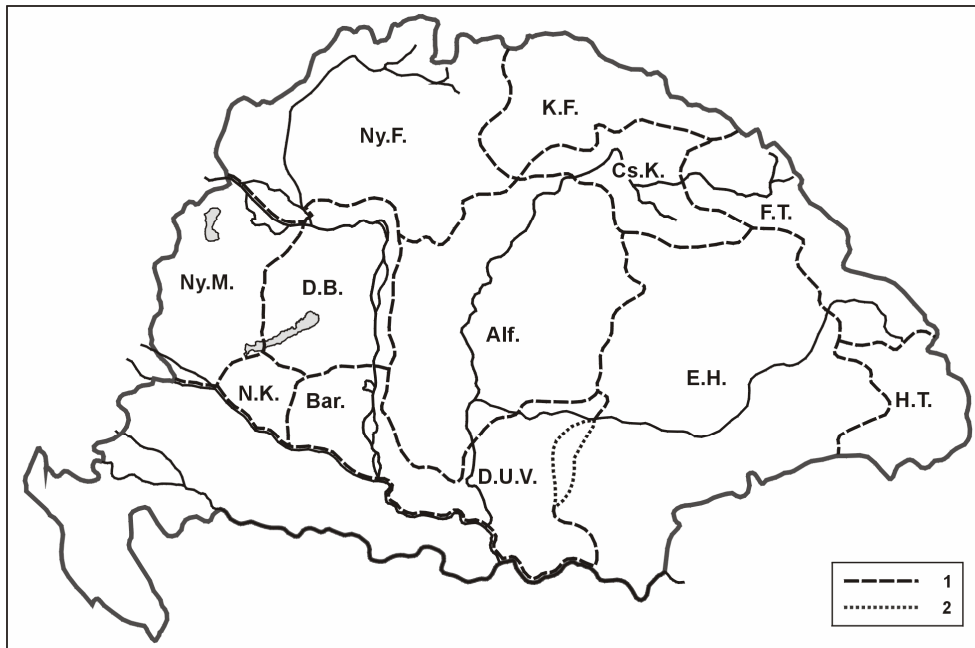 K.F.
Ny.F.
Cs.K.
F.T.
Ny.M.
D.B.
Alf.
E.H.
N.K.
Bar.
H.T.
D.U.V.
1
2